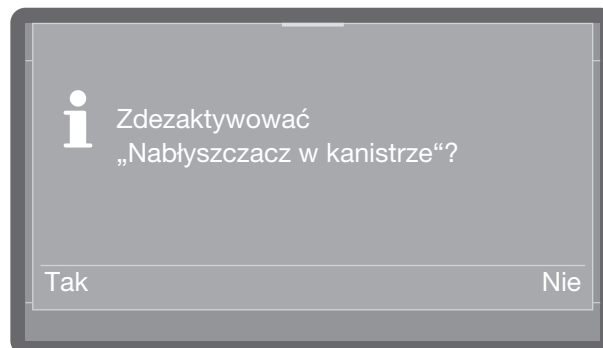 Zdezaktywować
„Nabłyszczacz w kanistrze“?
Tak
Nie